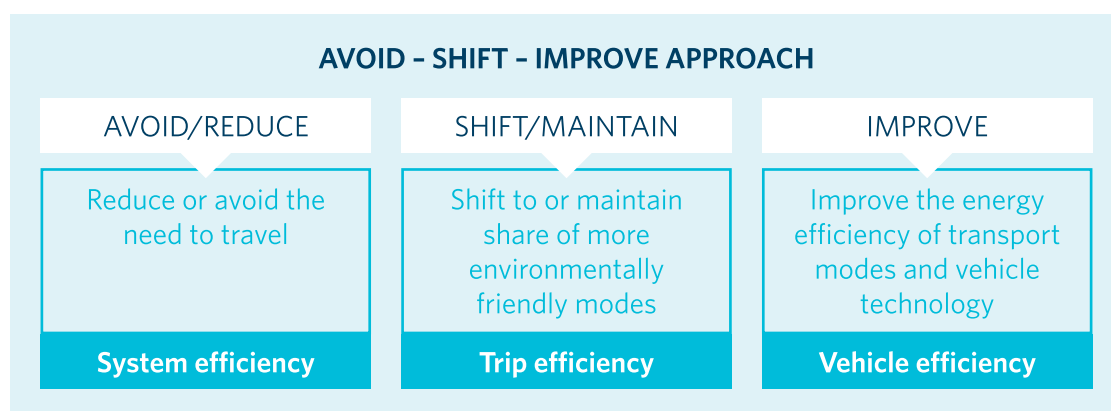 AVOID – SHIFT – IMPROVE APPROACH
AVOID/REDUCE
Reduce or avoid the
need to travel
System efficiency
SHIFT/MAINTAIN
Shift to or maintain
share of more
environmentally
friendly modes
Trip efficiency
IMPROVE
Improve the energy
efficiency of transport
modes and vehicle
technology
Vehicle efficiency